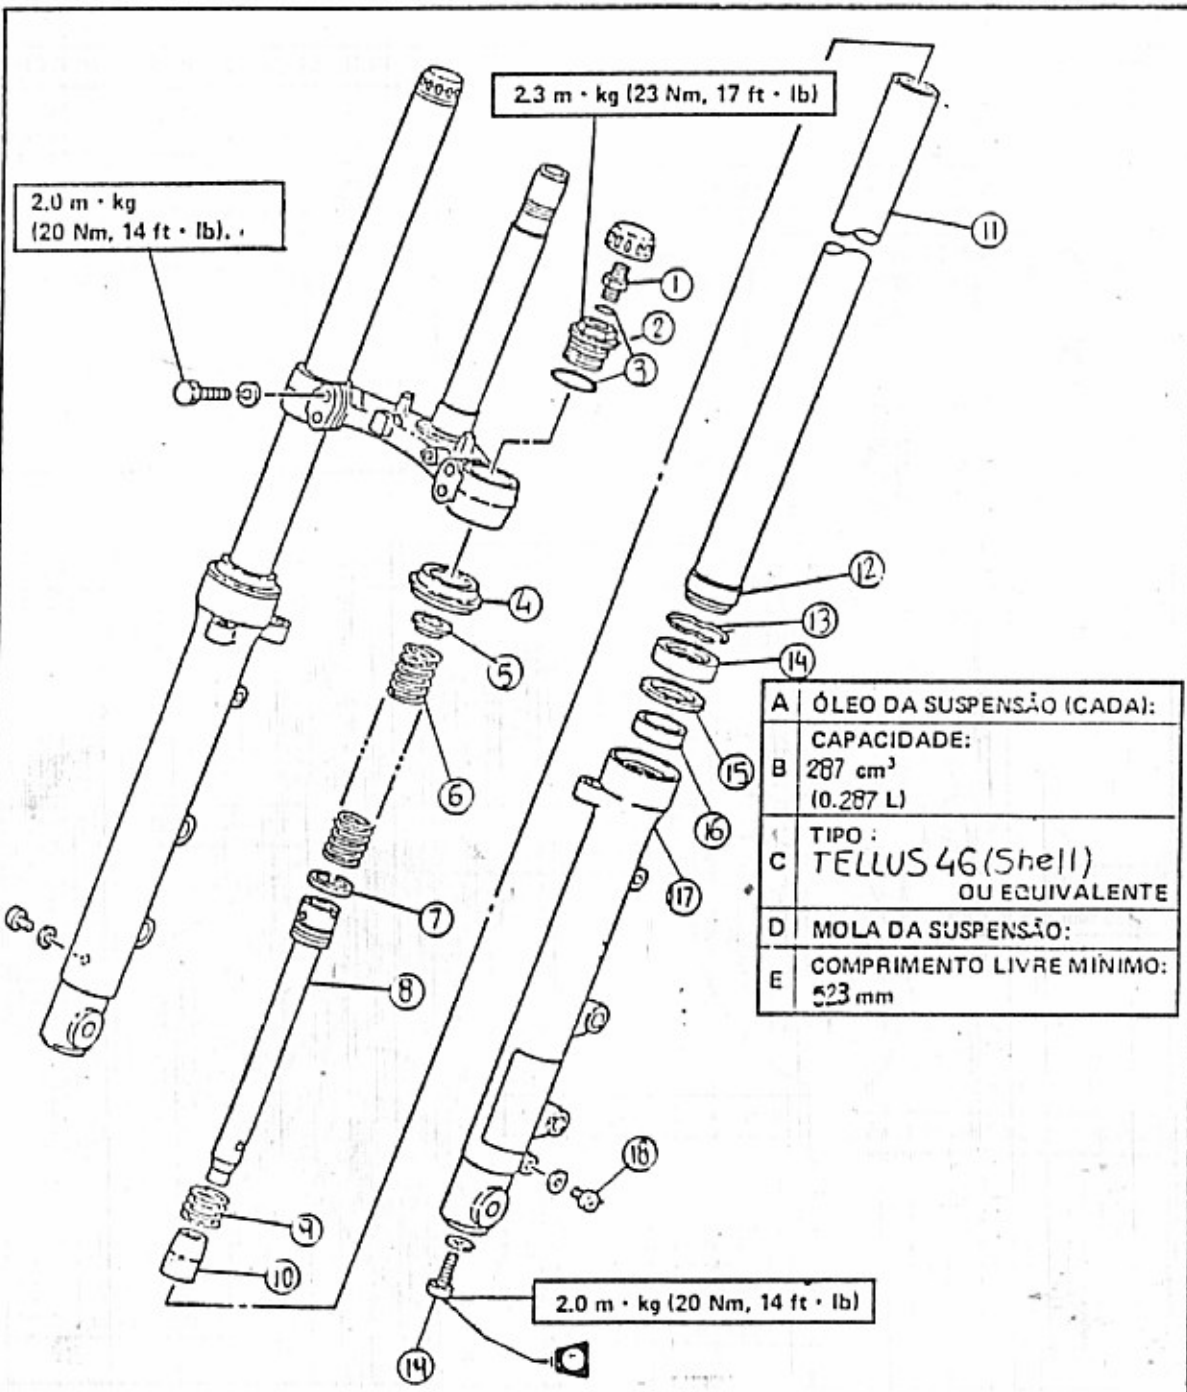 2.3 m · kg (23 Nm, 17 ft · lb)
2.0 m · kg
(20 Nm, 14 ft · lb).
1
2
3
4
5
6
7
8
9
10
11
12
13
14
15
16
17
18
14
2.0 m · kg (20 Nm, 14 ft · lb)
A ÓLEO DA SUSPENSÃO (CADA):
B CAPACIDADE:
287 cm³
(0.287 L)
C TIPO :
TELLUS 46 (Shell)
OU EQUIVALENTE
D MOLA DA SUSPENSÃO:
E COMPRIMENTO LIVRE MÍNIMO:
523 mm